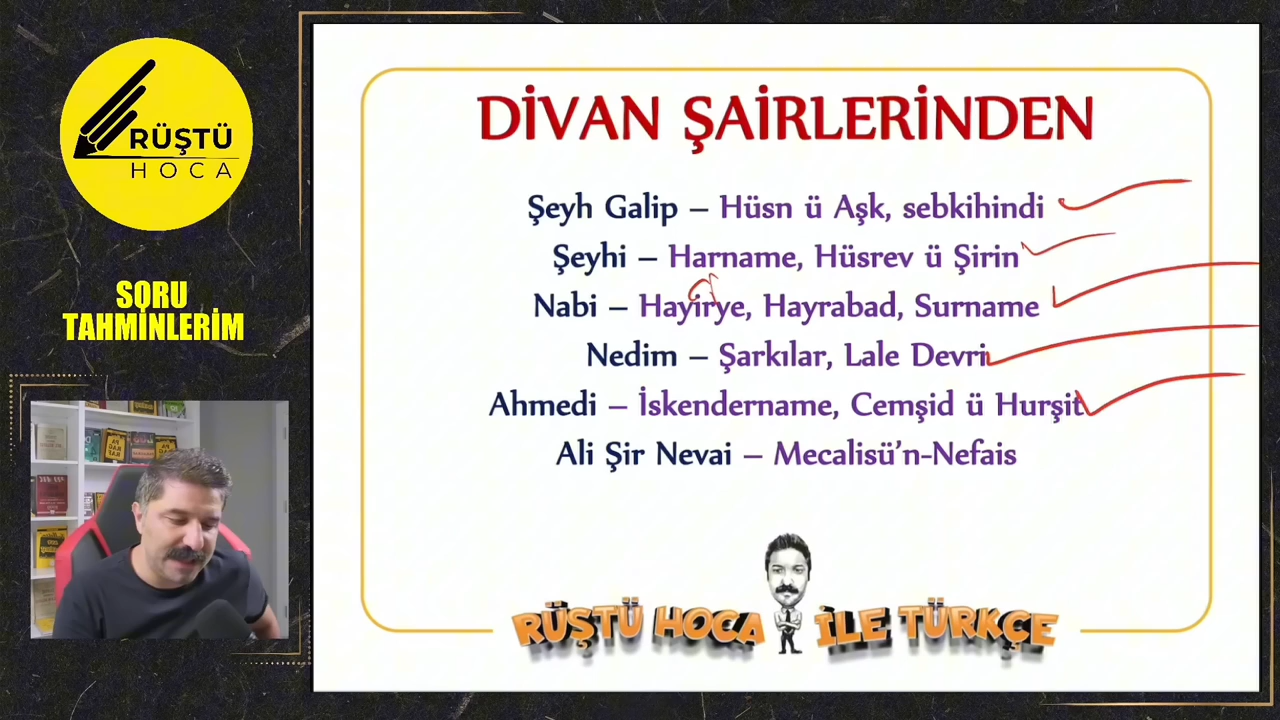 RÜŞTÜ
HOCA
SORU
TAHMİNLERİM
DİVAN ŞAİRLERİNDEN
Şeyh Galip – Hüsn ü Aşk, sebkihindi
Şeyhi – Harname, Hüsrev ü Şirin
Nabi – Hayirye, Hayrabad, Surname
Nedim – Şarkılar, Lale Devri
Ahmedi – İskendername, Cemşid ü Hurşit
Ali Şir Nevai – Mecalisü’n-Nefais
RÜŞTÜ HOCA İLE TÜRKÇE